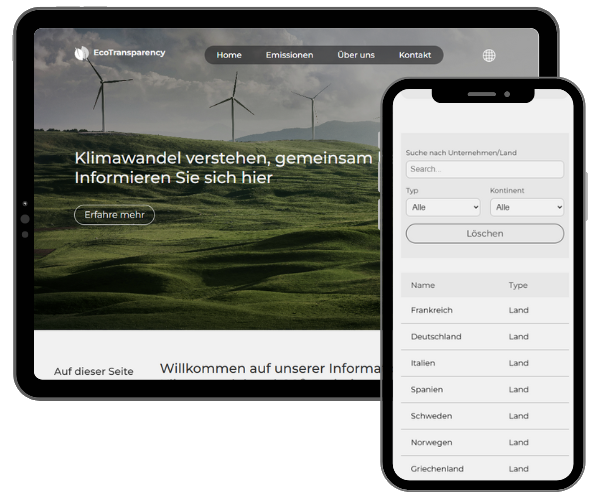 EcoTransparency
Home Emissionen Über uns Kontakt
Klimawandel verstehen, gemeinsam
Informieren Sie sich hier
Erfahre mehr
Auf dieser Seite
Willkommen auf unserer Informa
Suche nach Unternehmen/Land
Search...
Typ Kontinent
Alle Alle
Löschen
Name Type
Frankreich Land
Deutschland Land
Italien Land
Spanien Land
Schweden Land
Norwegen Land
Griechenland Land